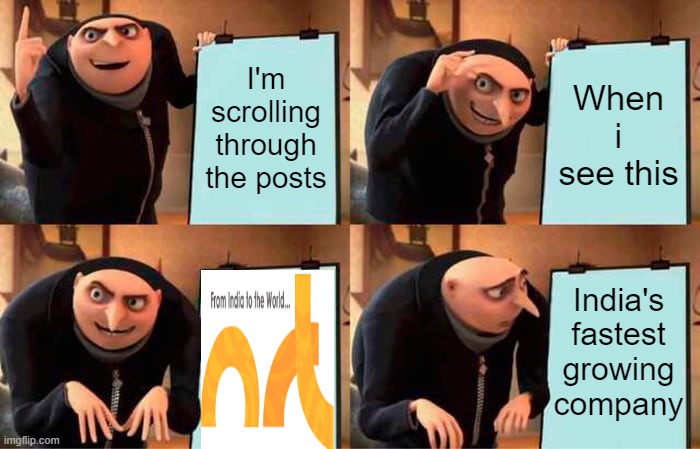 I'm
scrolling
through
the posts
When
i
see this
From India to the World...
India's
fastest
growing
company
imgflip.com